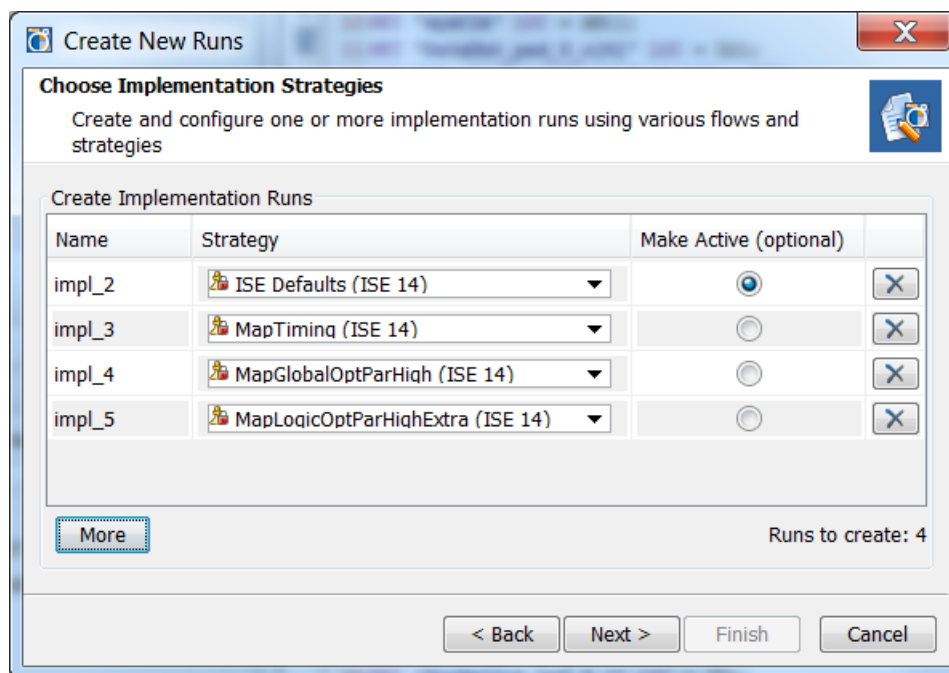 Create New Runs
Choose Implementation Strategies
Create and configure one or more implementation runs using various flows and
strategies
Create Implementation Runs
Name Strategy Make Active (optional)
impl_2 ISE Defaults (ISE 14)
impl_3 MapTiming (ISE 14)
impl_4 MapGlobalOptParHigh (ISE 14)
impl_5 MapLogicOptParHighExtra (ISE 14)
More Runs to create: 4
< Back Next > Finish Cancel